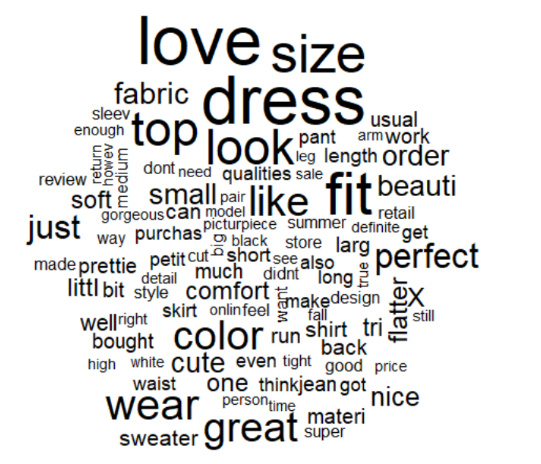 love size
fabric dress
sleev usual
enough top look pant arm work
return howev medium leg length order
dont need qualities sale
review small pair like fit beauti
soft gorgeous can model retail
just picturpiece summer definite get
way purchas big black store larg
made prettie petit cut short see also true perfect
detail much didnt long
littl bit style comfort want make design flatter X
skirt onlin feel fall still
well right color run shirt tri
bought back
high white cute even tight good price
waist one think jean got
wear person time nice
great materi
sweater super